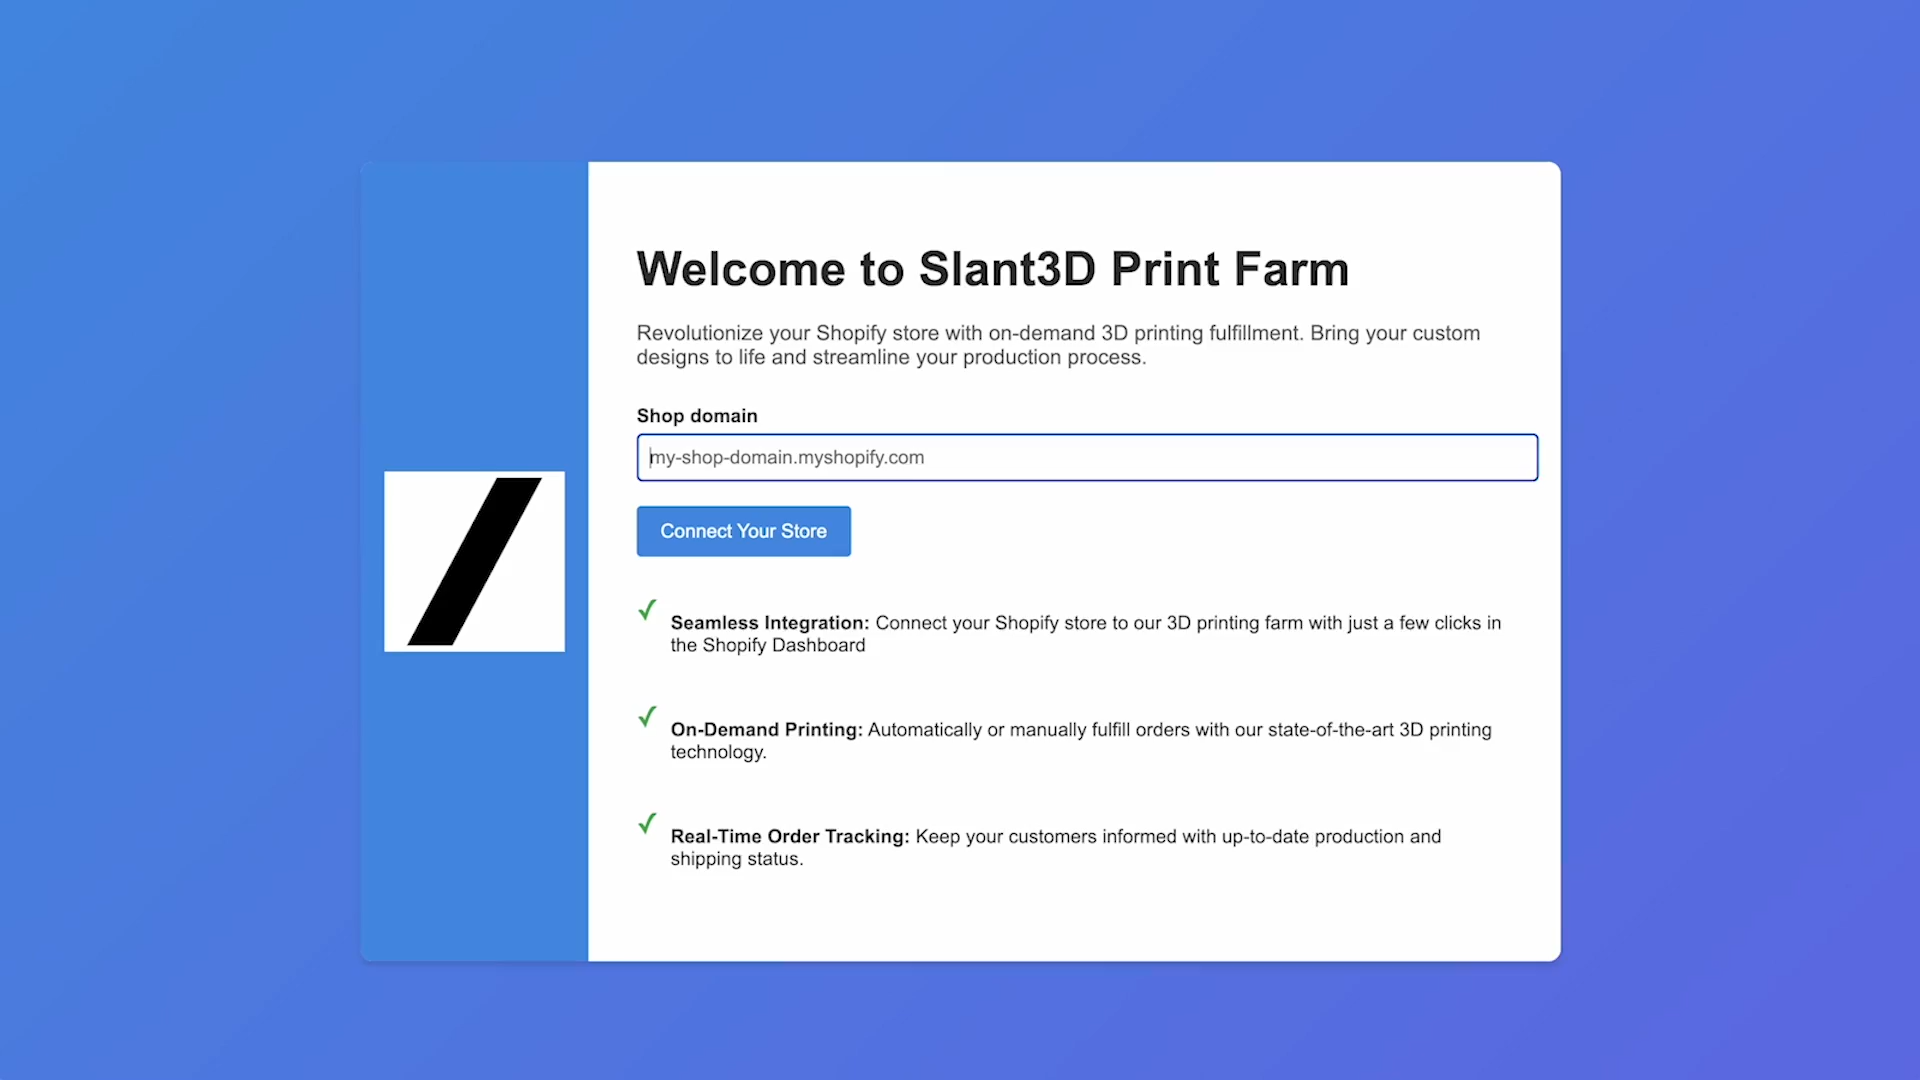 Welcome to Slant3D Print Farm
Revolutionize your Shopify store with on-demand 3D printing fulfillment. Bring your custom
designs to life and streamline your production process.
Shop domain
my-shop-domain.myshopify.com
Connect Your Store
✓ Seamless Integration: Connect your Shopify store to our 3D printing farm with just a few clicks in
the Shopify Dashboard
✓ On-Demand Printing: Automatically or manually fulfill orders with our state-of-the-art 3D printing
technology.
✓ Real-Time Order Tracking: Keep your customers informed with up-to-date production and
shipping status.